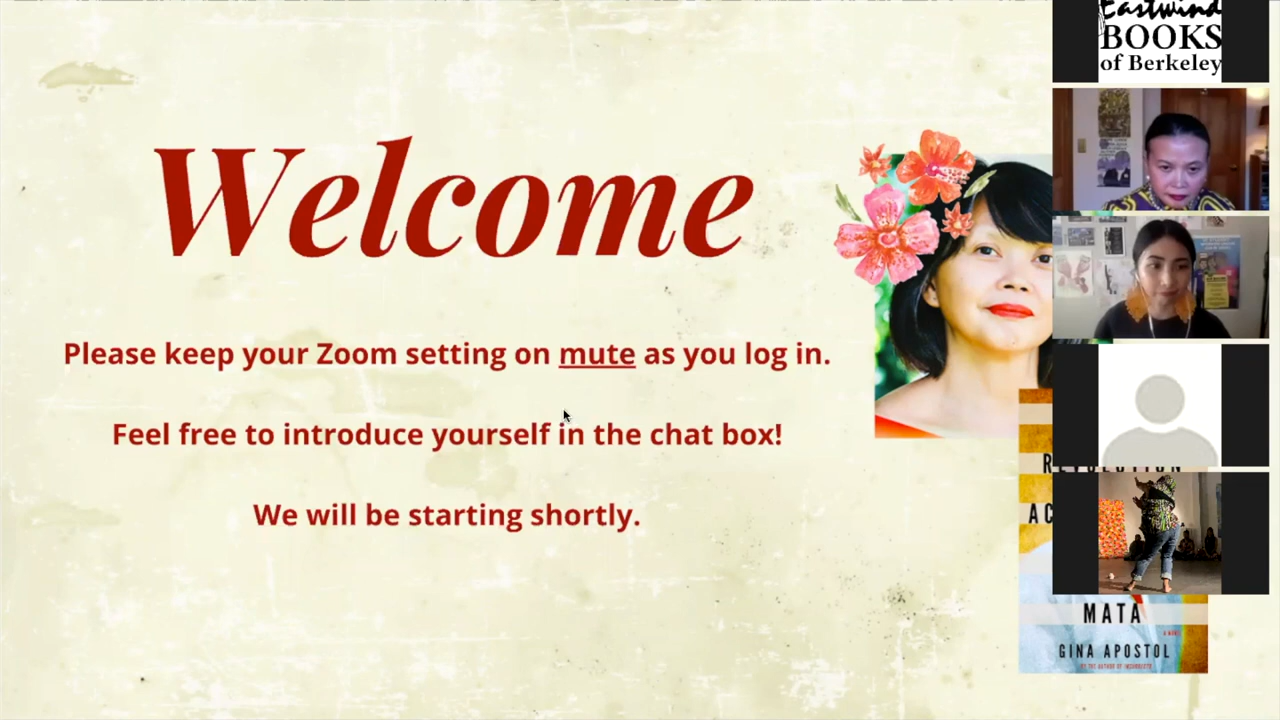 Welcome
Please keep your Zoom setting on mute as you log in.
Feel free to introduce yourself in the chat box!
We will be starting shortly.
Eastwind
BOOKS
of Berkeley
MATA
GINA APOSTOL